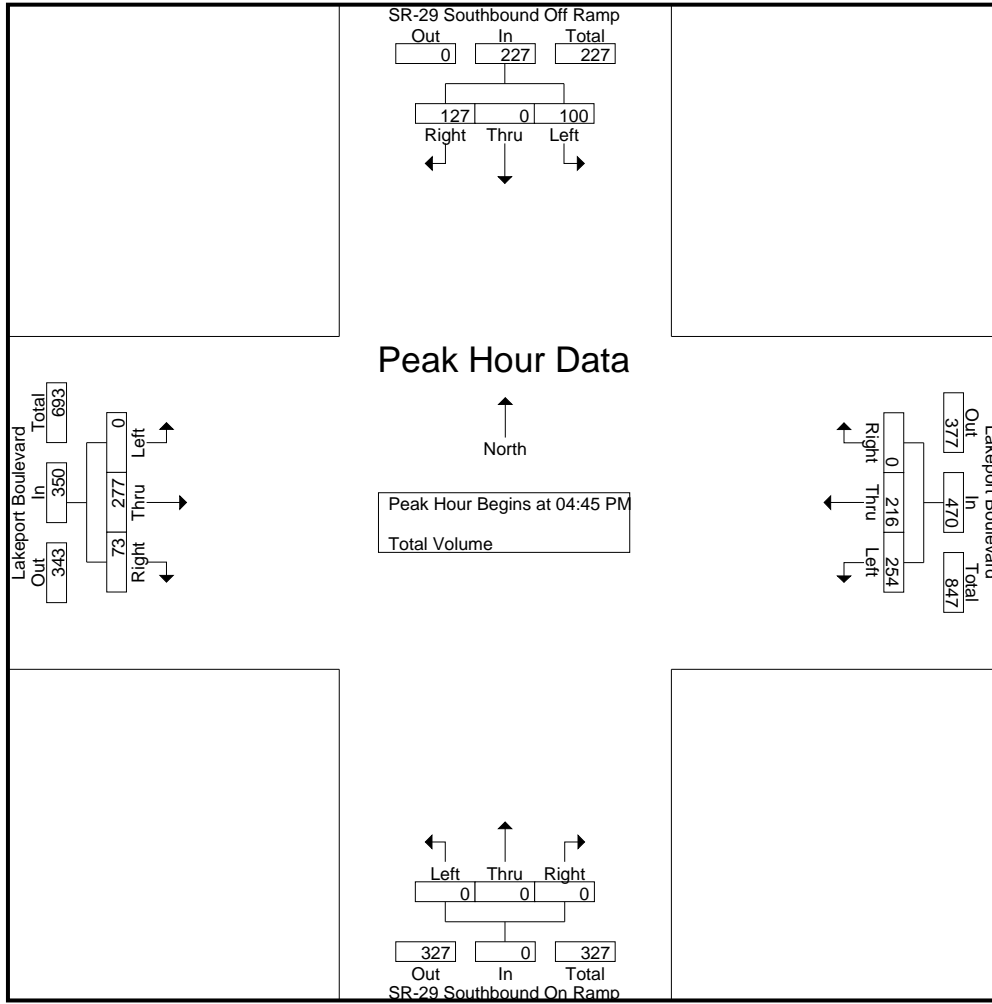 SR-29 Southbound Off Ramp
Out In Total
0 227 227
127 0 100
Right Thru Left
Peak Hour Data
North
Peak Hour Begins at 04:45 PM
Total Volume
Lakeport Boulevard
Out In Total
343 350 693
73 277 0
Right Thru Left
Lakeport Boulevard
Out In Total
377 470 847
0 216 254
Right Thru Left
Left Thru Right
0 0 0
327 0 327
Out In Total
SR-29 Southbound On Ramp